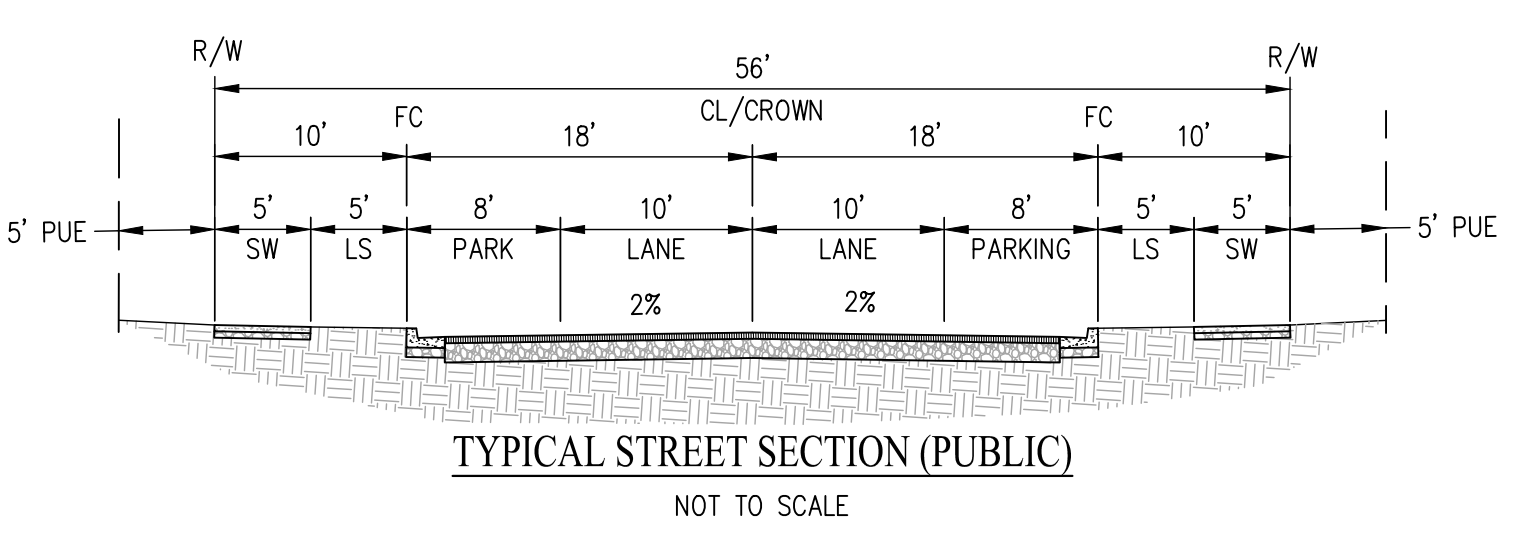 R/W R/W
56'
FC CL/CROWN FC
10' 18' 18' 10'
5' 5' 8' 10' 10' 8' 5' 5'
5' PUE 5' PUE
SW LS PARK LANE LANE PARKING LS SW
2% 2%
TYPICAL STREET SECTION (PUBLIC)
NOT TO SCALE